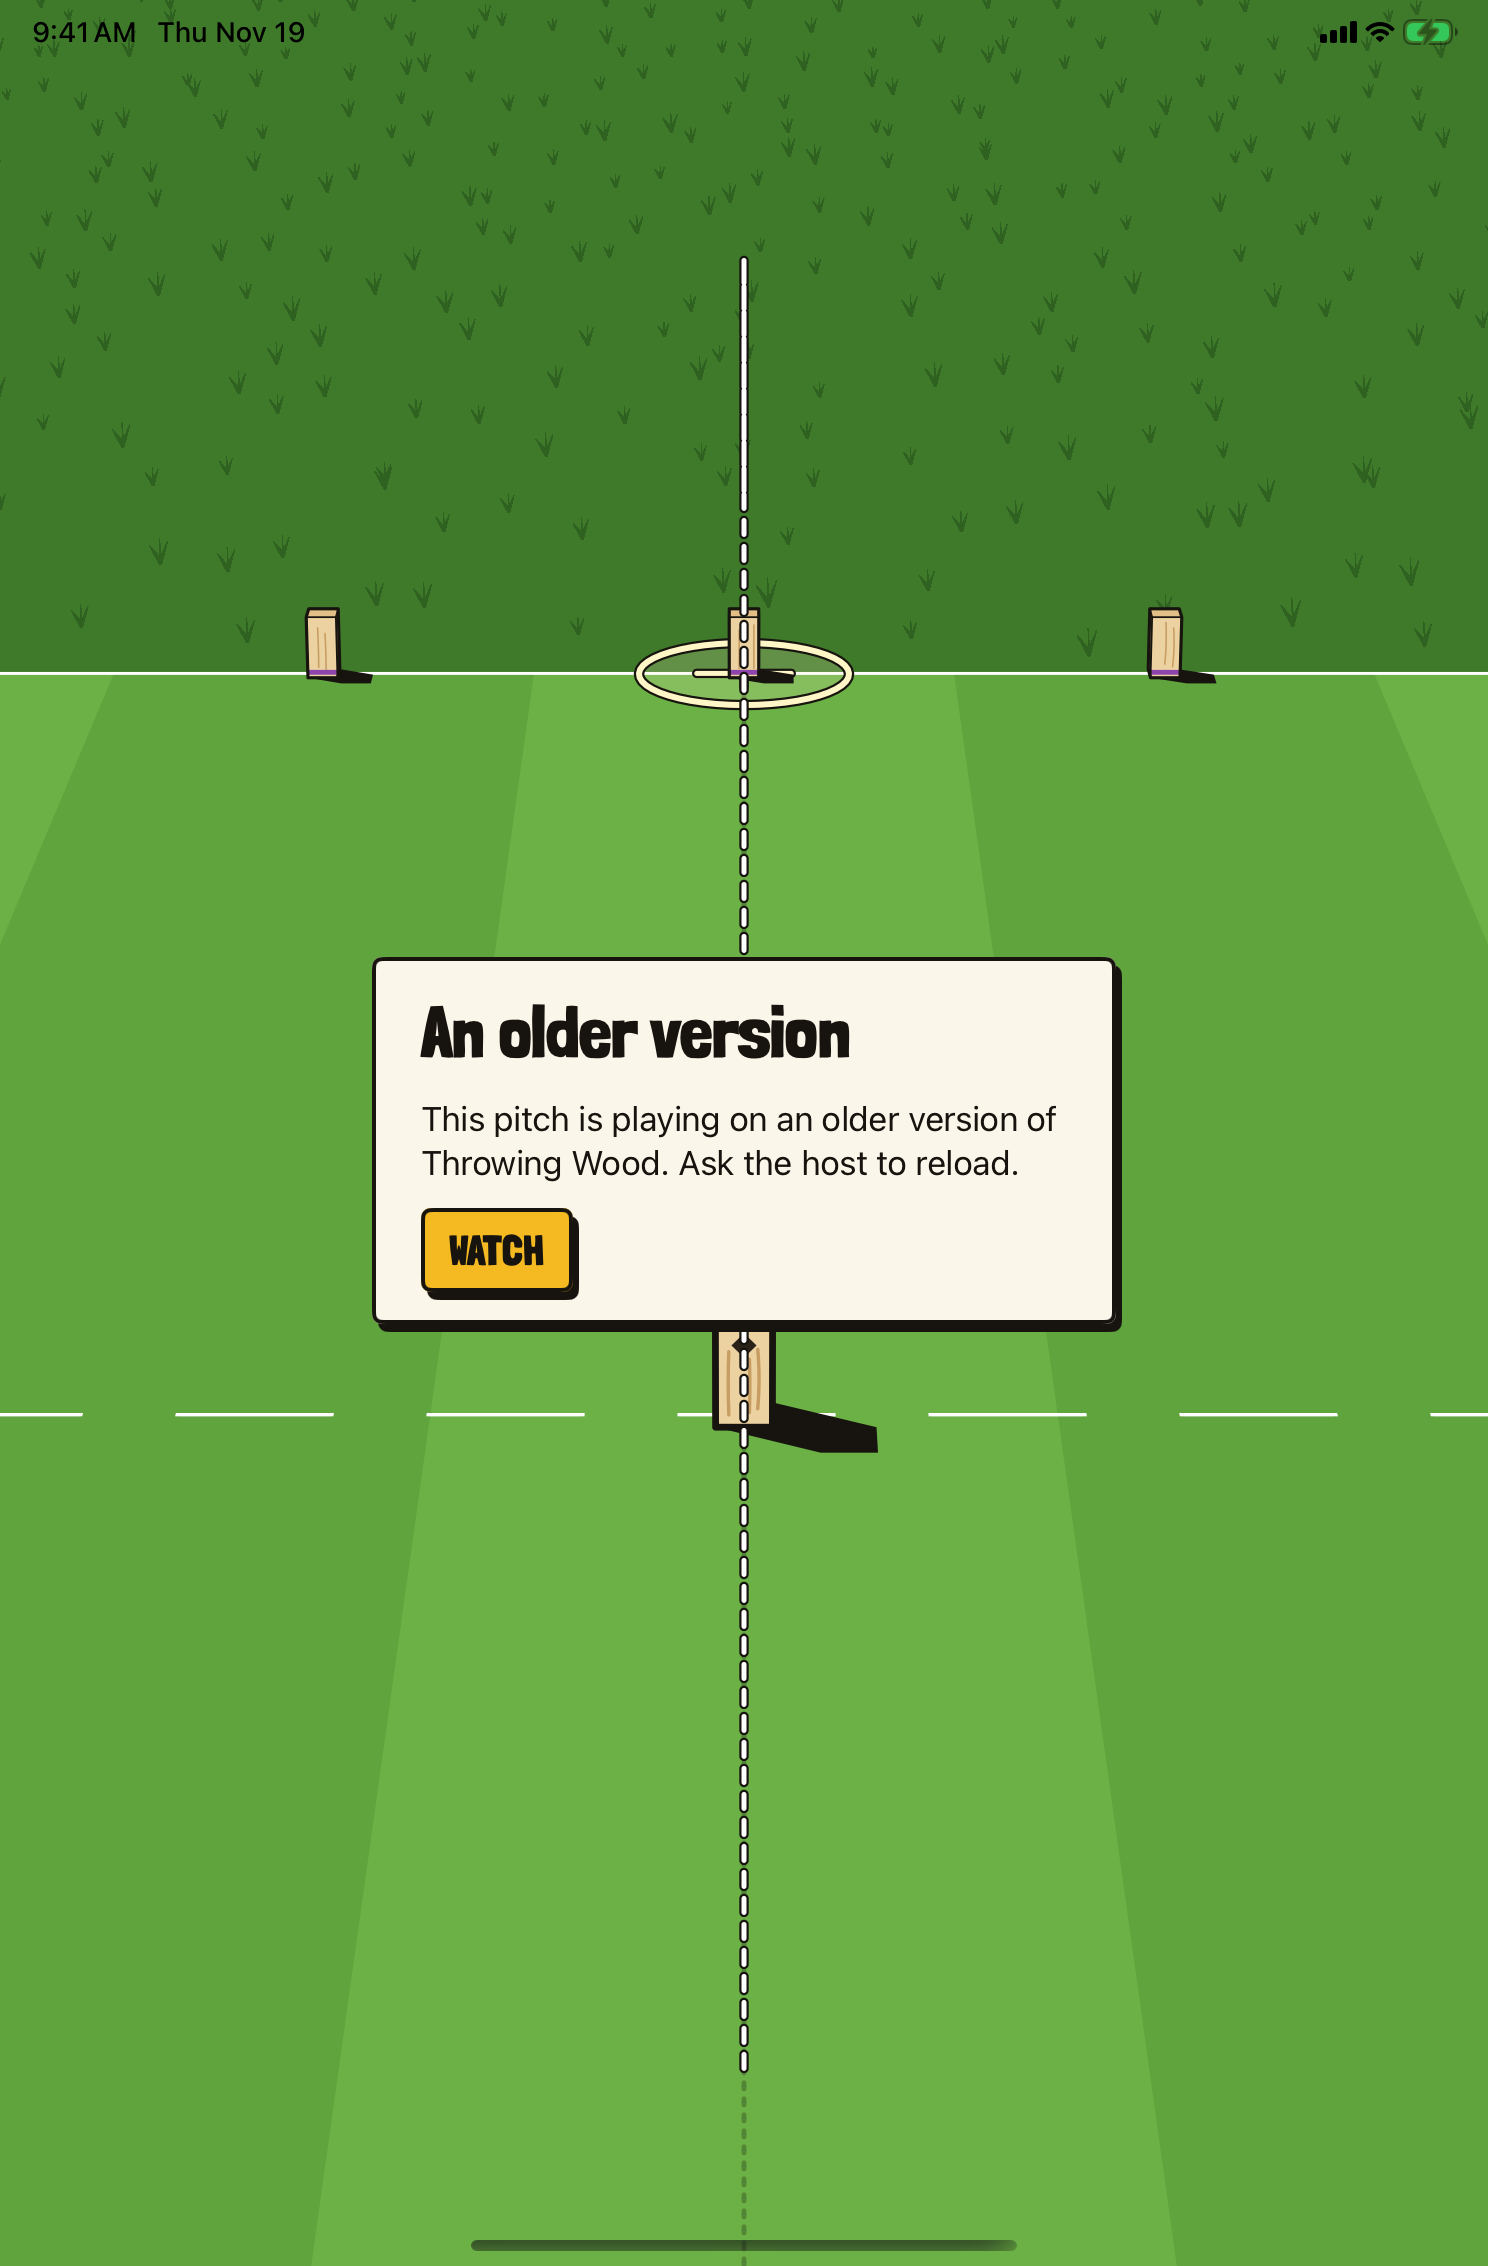 9:41 AM Thu Nov 19
An older version
This pitch is playing on an older version of
Throwing Wood. Ask the host to reload.
WATCH